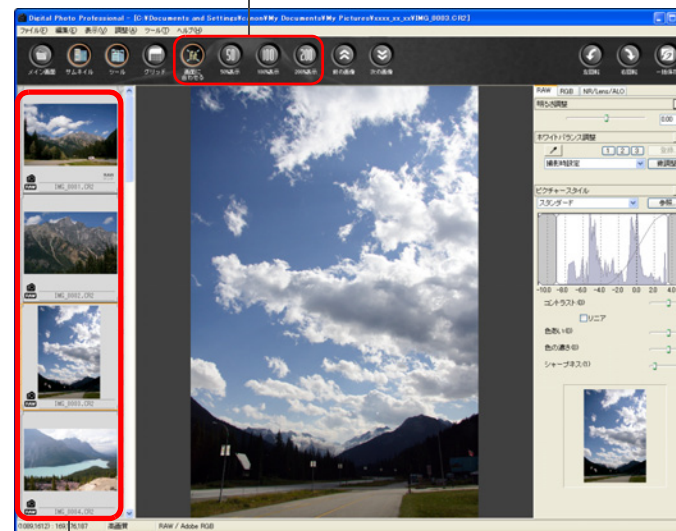 Digital Photo Professional - [C:¥Documents and Settings¥canon¥My Documents¥My Pictures¥xxxx_xx_xx¥IMG_0003.CR2]
ファイル(F) 編集(E) 表示(V) 調整(A) ツール(T) ヘルプ(H)
50 100 200
メイン画面 サムネイル ツール グリッド 画面に合わせる 50%表示 100%表示 200%表示 前の画像 次の画像 左回転 右回転
RAW RGB NR/Lens/ALO
明るさ調整
0.00
ホワイトバランス調整
1 2 3
撮影時設定
ピクチャースタイル
スタンダード 参照
-10.0 -8.0 -6.0 -4.0 -2.0 0.0 2.0 4.0
コントラスト(O)
リニア
色あい(H)
色の濃さ(C)
シャープネス(S)
RAW
IMG_0001.CR2
RAW
IMG_0002.CR2
RAW
IMG_0003.CR2
RAW
IMG_0004.CR2
高画質 RAW / Adobe RGB